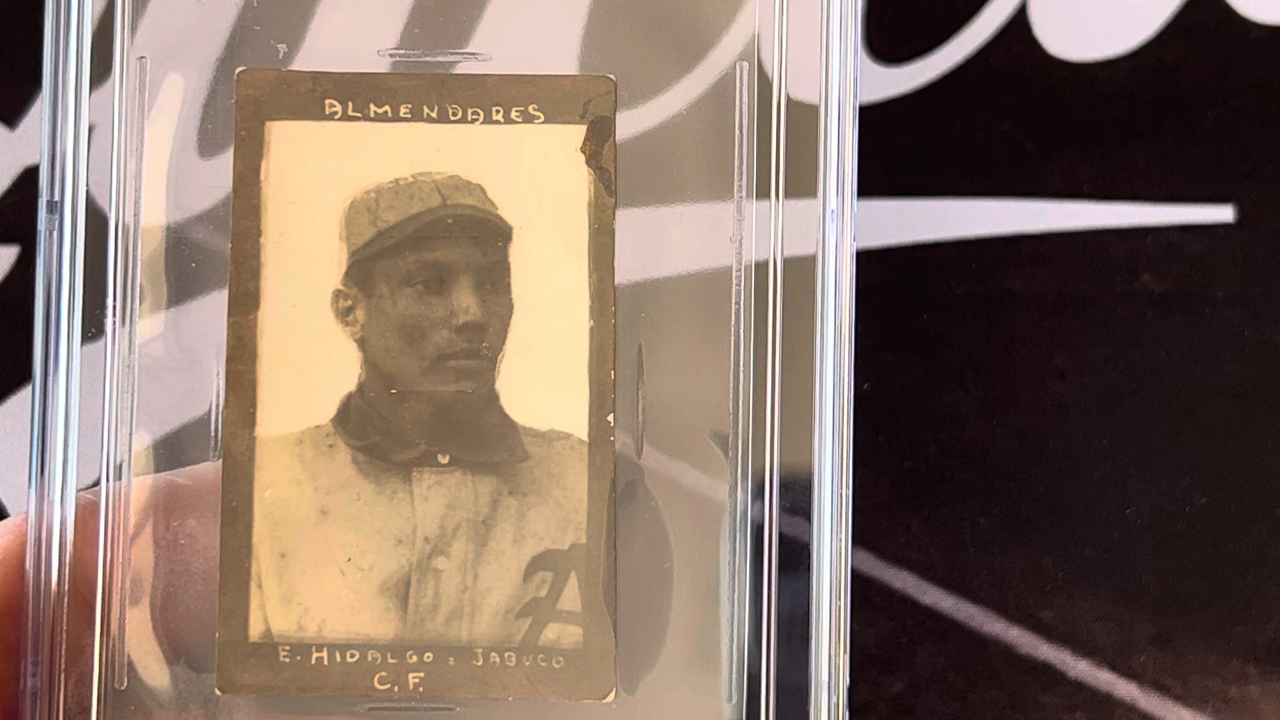 ALMENDARES
A
E. HIDALGO = JABUCO
C.F.